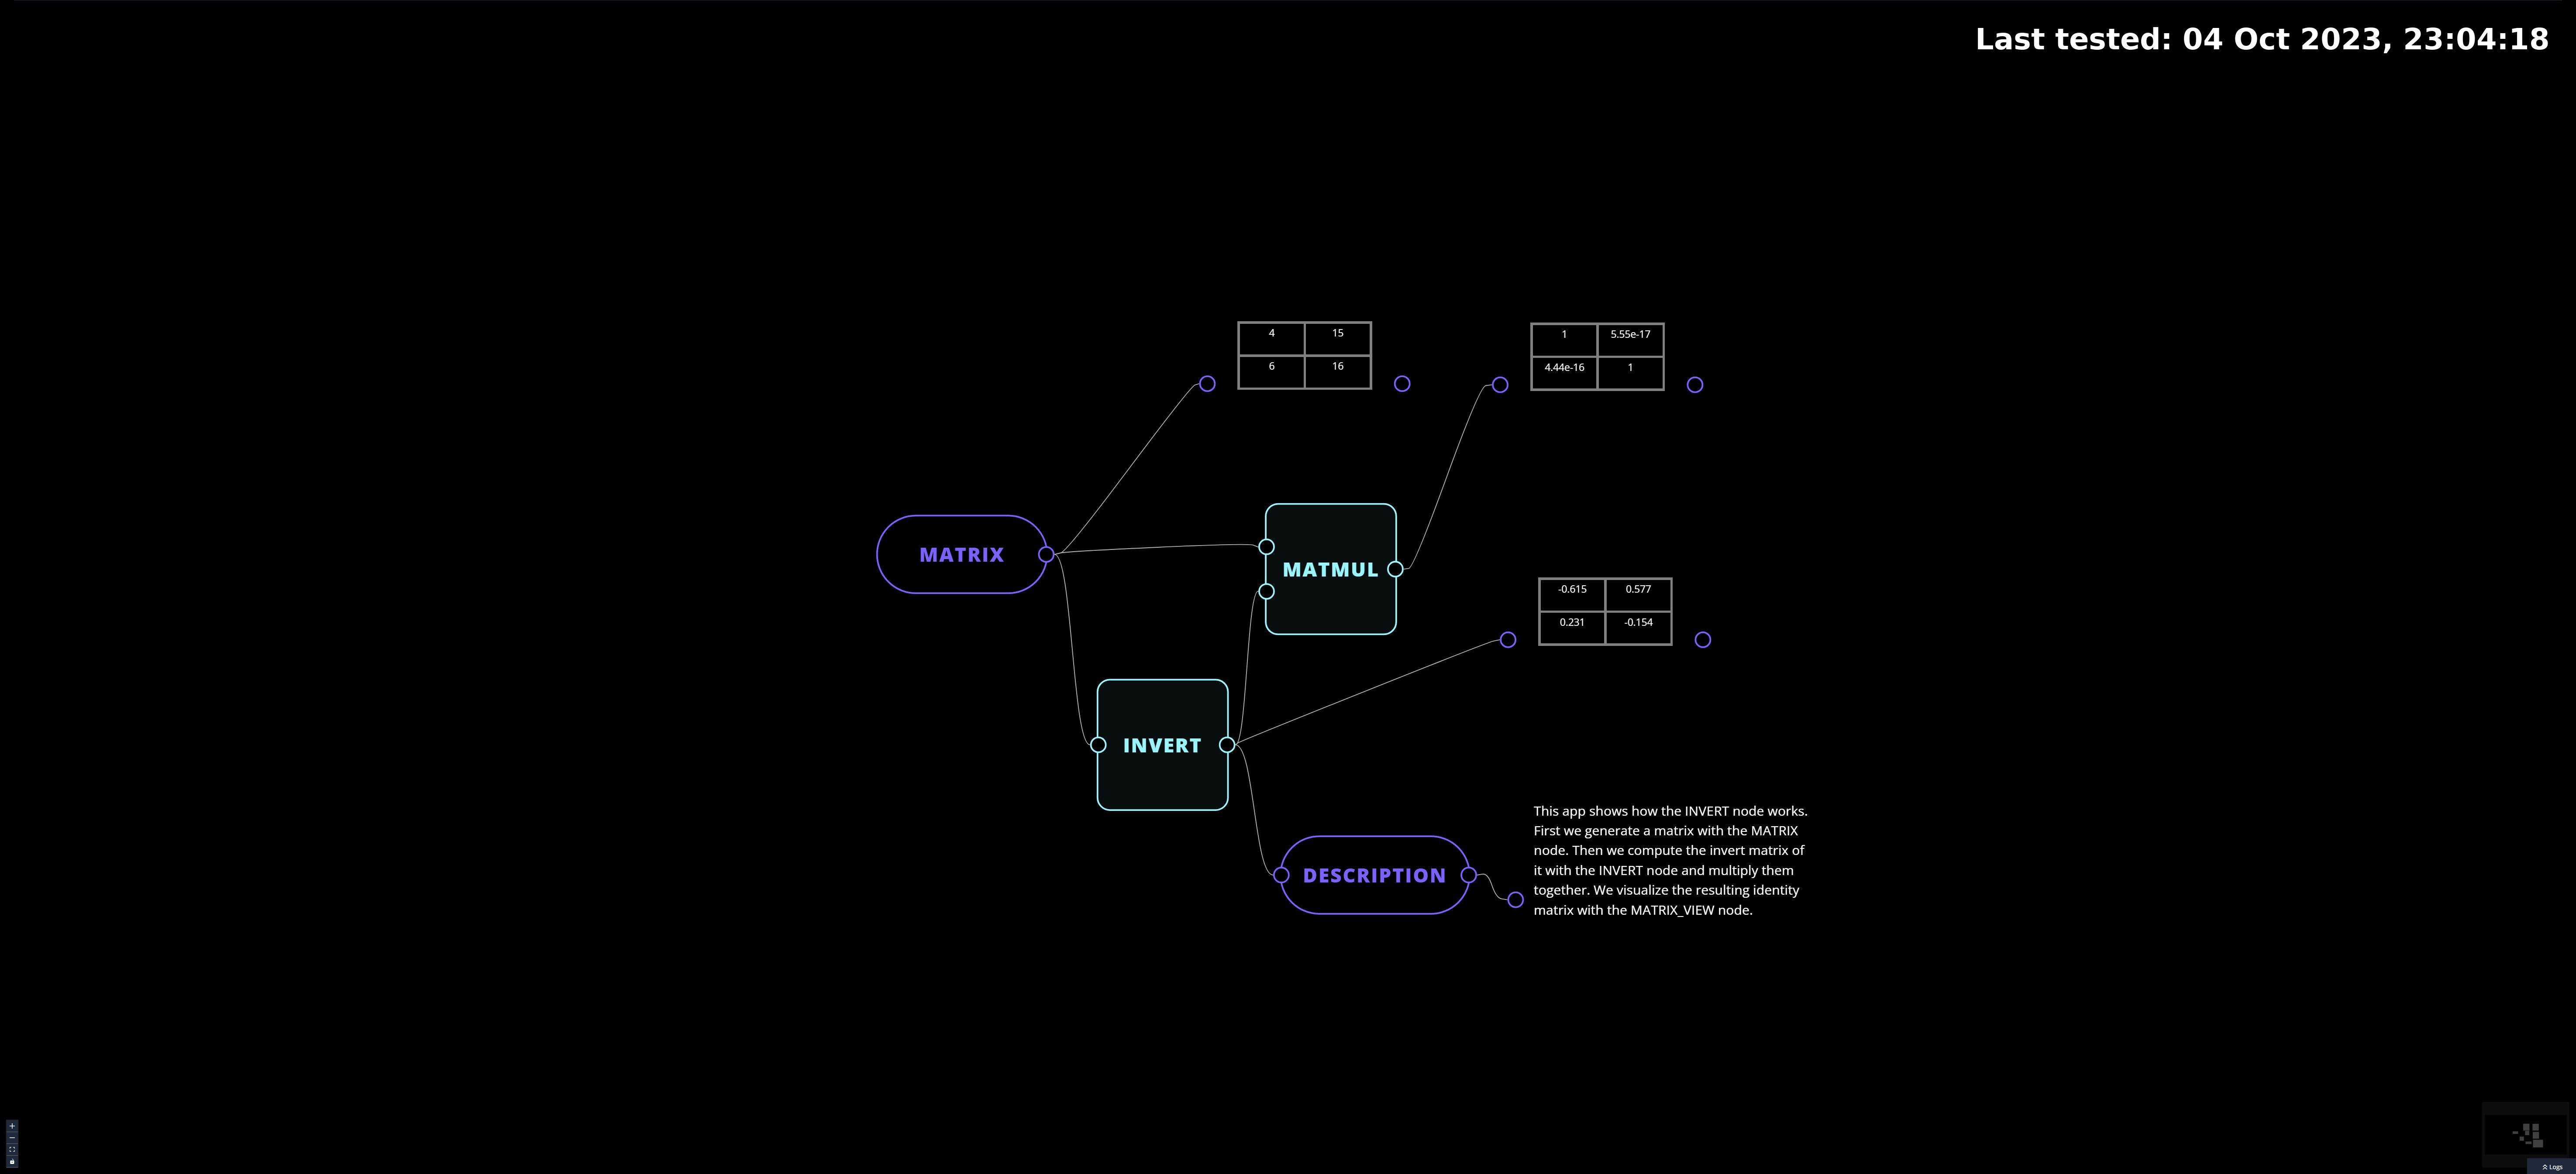 Last tested: 04 Oct 2023, 23:04:18
4 15
6 16
1 5.55e-17
4.44e-16 1
MATRIX
MATMUL
-0.615 0.577
0.231 -0.154
INVERT
DESCRIPTION
This app shows how the INVERT node works.
First we generate a matrix with the MATRIX
node. Then we compute the invert matrix of
it with the INVERT node and multiply them
together. We visualize the resulting identity
matrix with the MATRIX_VIEW node.
Logs